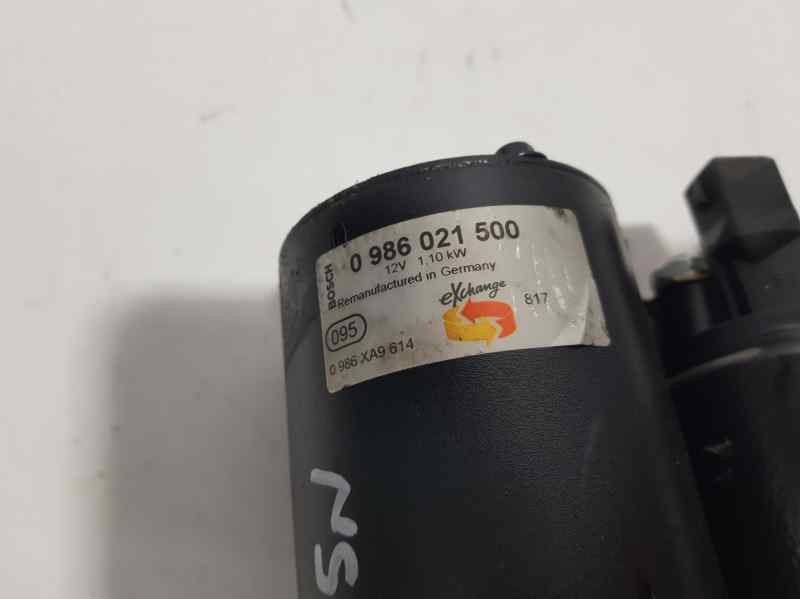 BOSCH
0 986 021 500
12V 1,10 kW
Remanufactured in Germany
eXchange
817
095
0 986 XA9 614
SN